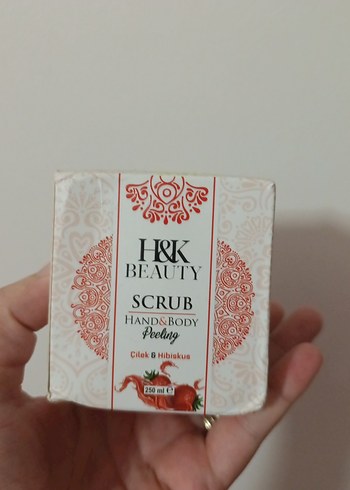 H&K
BEAUTY
SCRUB
HAND&BODY
Peeling
Çilek & Hibiskus
250 ml ℮